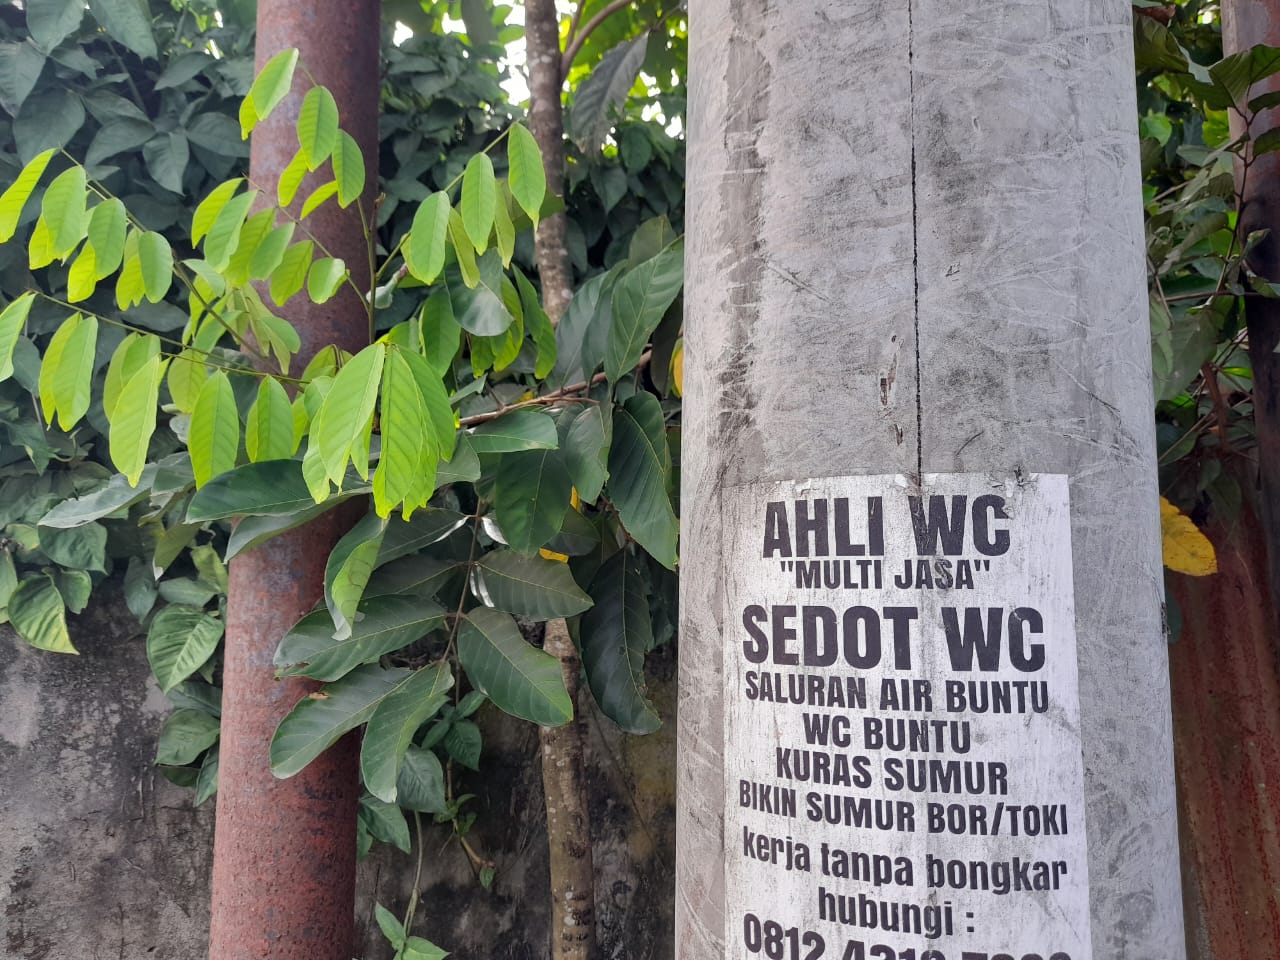 AHLI WC
"MULTI JASA"
SEDOT WC
SALURAN AIR BUNTU
WC BUNTU
KURAS SUMUR
BIKIN SUMUR BOR/TOKI
kerja tanpa bongkar
hubungi :
0812